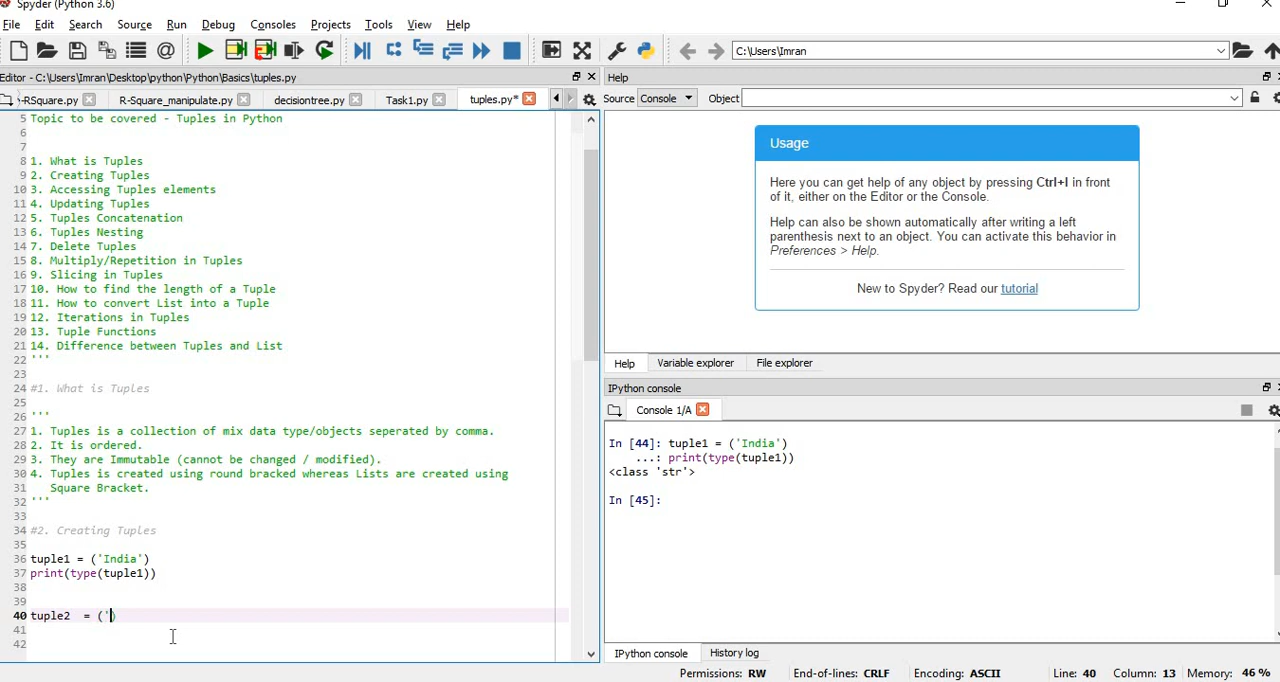 Spyder (Python 3.6)
File Edit Search Source Run Debug Consoles Projects Tools View Help
C:\Users\Imran
Editor - C:\Users\Imran\Desktop\python\Python\Basics\tuples.py
Help
-RSquare.py R-Square_manipulate.py decisiontree.py Task1.py tuples.py*
Source Console Object
5 Topic to be covered - Tuples in Python
6
7
8 1. What is Tuples
9 2. Creating Tuples
10 3. Accessing Tuples elements
11 4. Updating Tuples
12 5. Tuples Concatenation
13 6. Tuples Nesting
14 7. Delete Tuples
15 8. Multiply/Repetition in Tuples
16 9. Slicing in Tuples
17 10. How to find the length of a Tuple
18 11. How to convert List into a Tuple
19 12. Iterations in Tuples
20 13. Tuple Functions
21 14. Difference between Tuples and List
22 '''
23
24 #1. What is Tuples
25
26 '''
27 1. Tuples is a collection of mix data type/objects seperated by comma.
28 2. It is ordered.
29 3. They are Immutable (cannot be changed / modified).
30 4. Tuples is created using round bracked whereas Lists are created using
31 Square Bracket.
32 '''
33
34 #2. Creating Tuples
35
36 tuple1 = ('India')
37 print(type(tuple1))
38
39
40 tuple2  = (')
41
42
Usage
Here you can get help of any object by pressing Ctrl+I in front
of it, either on the Editor or the Console.
Help can also be shown automatically after writing a left
parenthesis next to an object. You can activate this behavior in
Preferences > Help.
New to Spyder? Read our tutorial
Help Variable explorer File explorer
IPython console
Console 1/A
In [44]: tuple1 = ('India')
...: print(type(tuple1))
<class 'str'>
In [45]:
IPython console History log
Permissions: RW End-of-lines: CRLF Encoding: ASCII Line: 40 Column: 13 Memory: 46 %